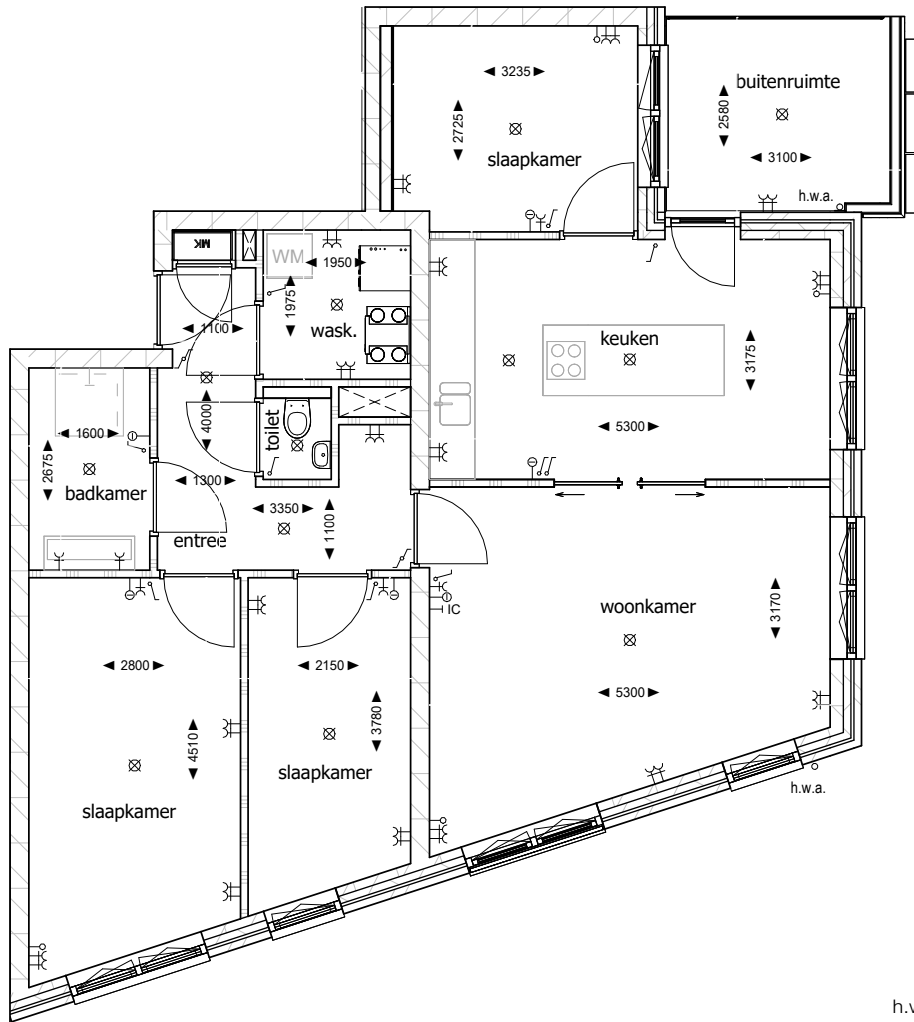 3235
2725
slaapkamer
buitenruimte
2580
3100
h.w.a.
MK
WM
1950
1975
1100
wask.
keuken
3175
5300
4000
toilet
1600
2675
badkamer
1300
3350
1100
entree
IC
woonkamer
3170
5300
2800
4510
slaapkamer
2150
3780
slaapkamer
h.w.a.
h.v